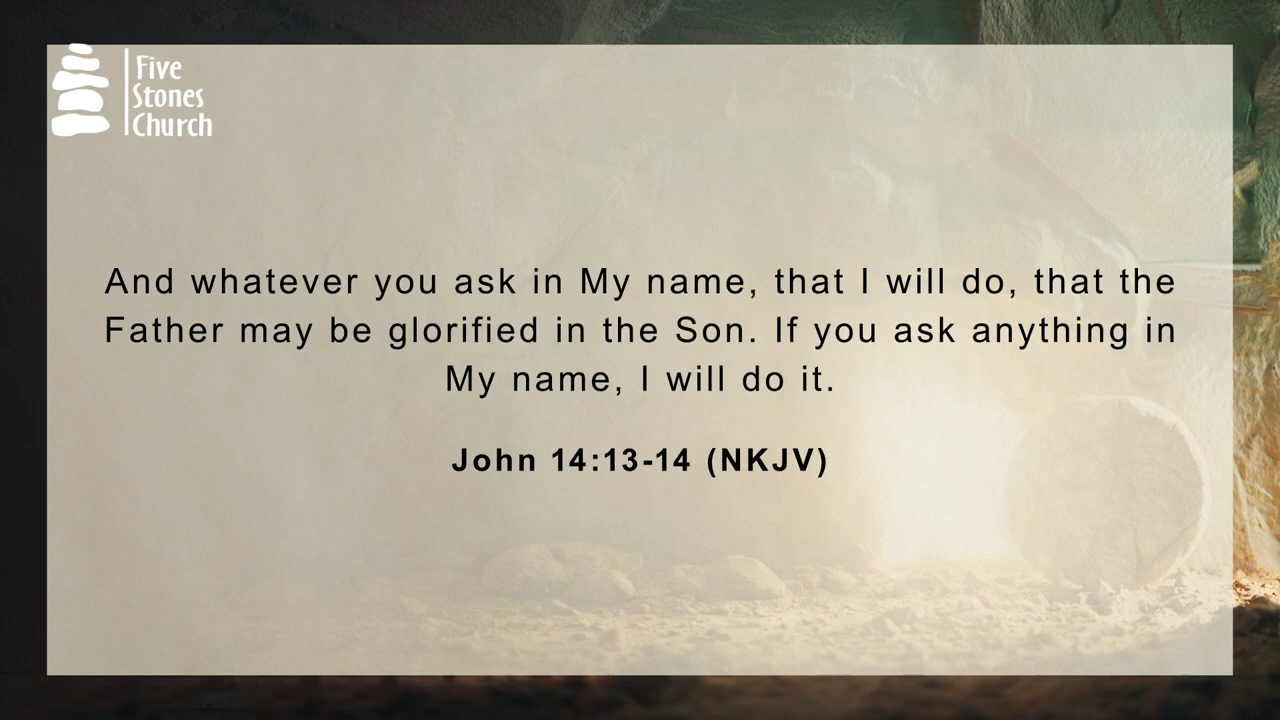 Five
Stones
Church
And whatever you ask in My name, that I will do, that the
Father may be glorified in the Son. If you ask anything in
My name, I will do it.
John 14:13-14 (NKJV)